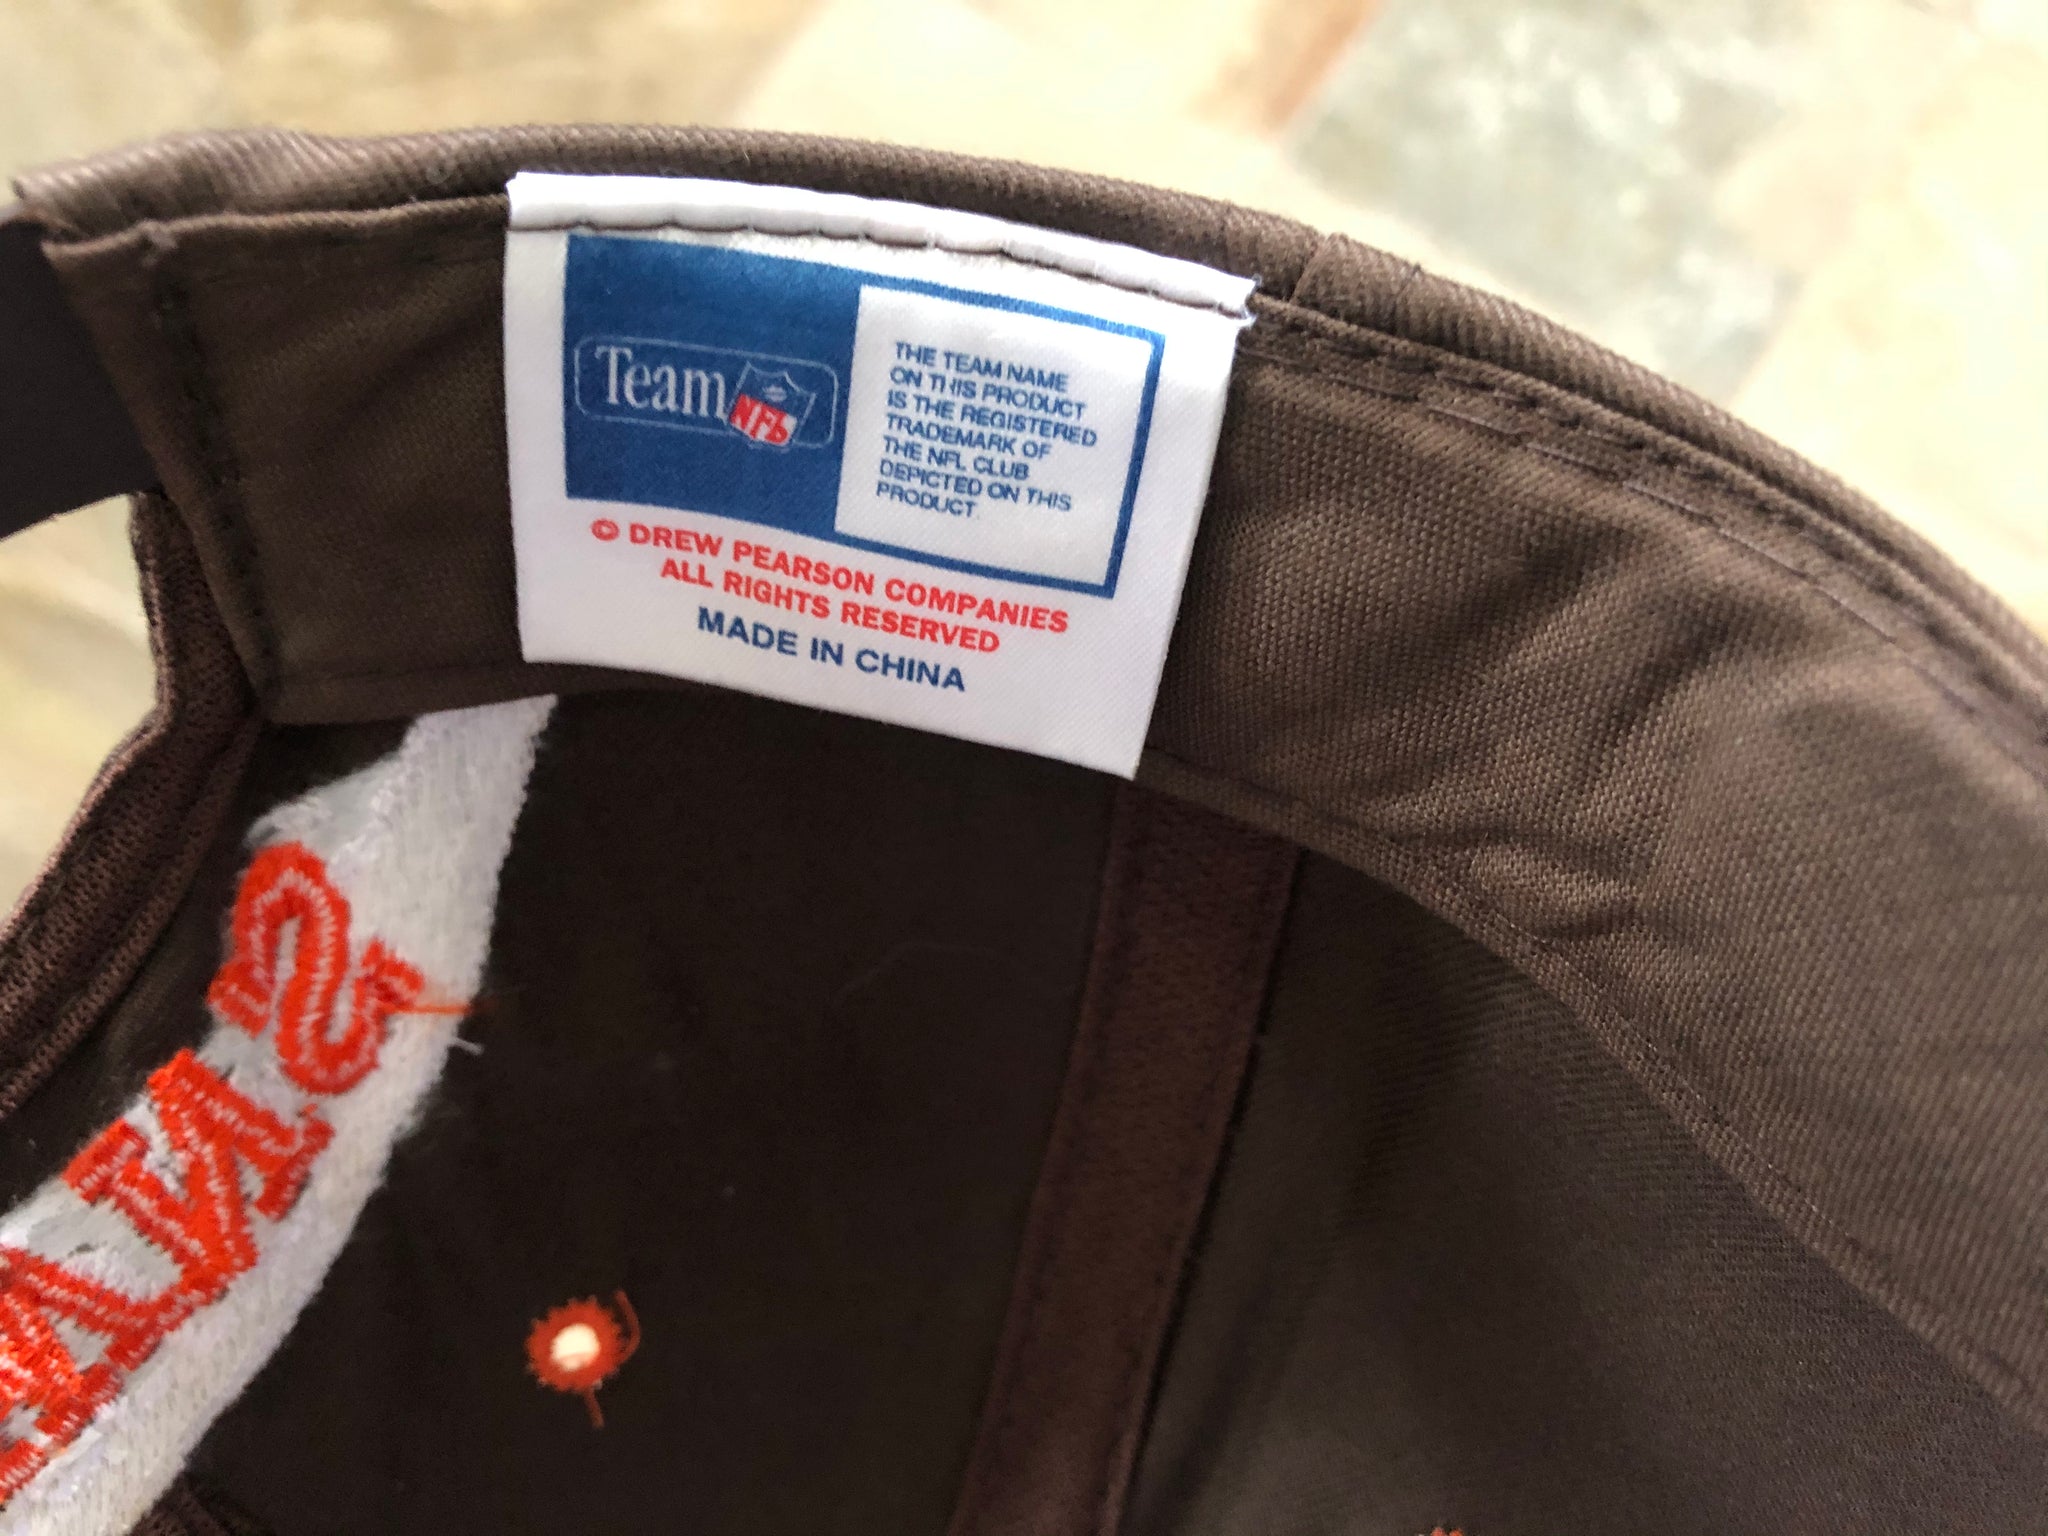 Team NFL
THE TEAM NAME
ON THIS PRODUCT
IS THE REGISTERED
TRADEMARK OF
THE NFL CLUB
DEPICTED ON THIS
PRODUCT.
© DREW PEARSON COMPANIES
ALL RIGHTS RESERVED
MADE IN CHINA